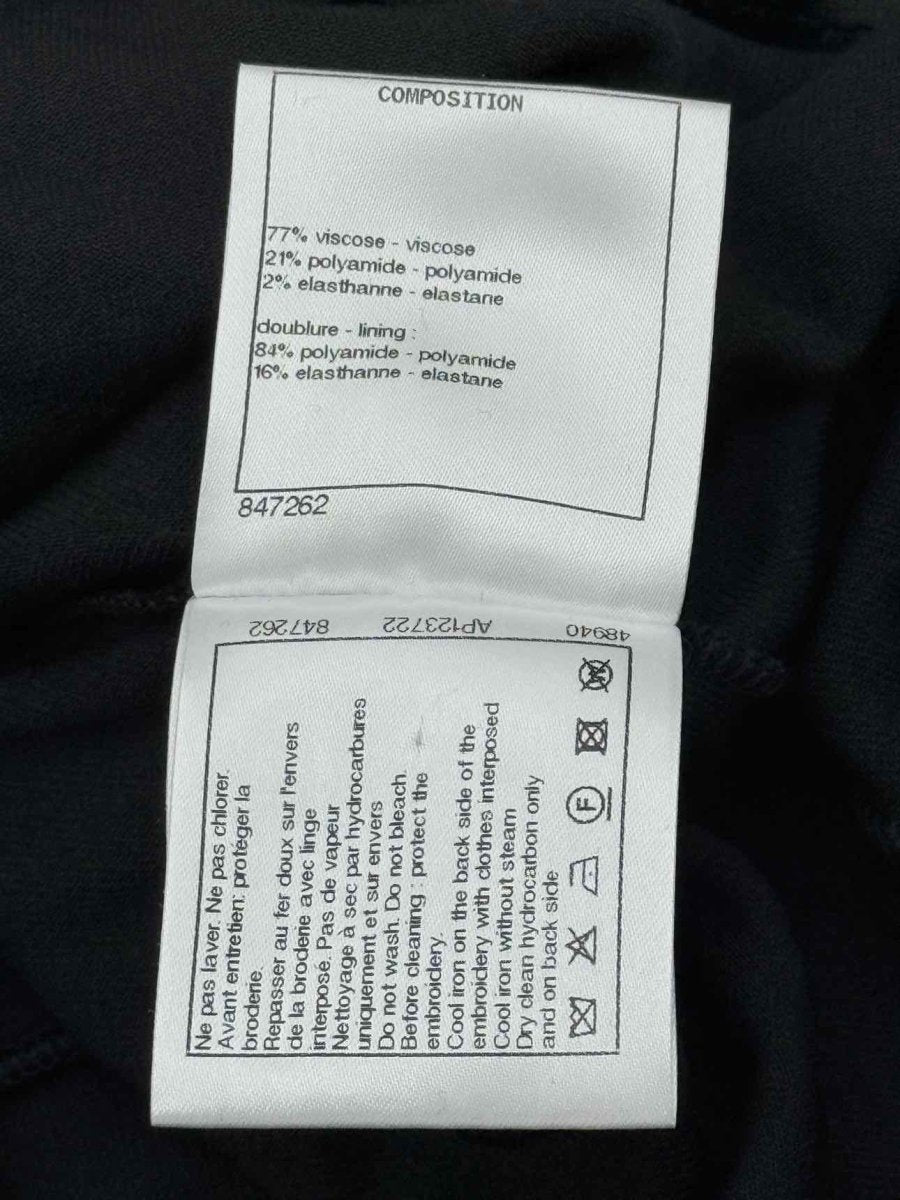 COMPOSITION
77% viscose - viscose
21% polyamide - polyamide
2% elasthanne - elastane
doublure - lining :
84% polyamide - polyamide
16% elasthanne - elastane
847262
48940 AP123722 847262
Ne pas laver. Ne pas chlorer.
Avant entretien: protéger la
broderie.
Repasser au fer doux sur l'envers
de la broderie avec linge
interposé. Pas de vapeur
Nettoyage à sec par hydrocarbures
uniquement et sur envers
Do not wash. Do not bleach.
Before cleaning : protect the
embroidery.
Cool iron on the back side of the
embroidery with clothes interposed
Cool iron without steam
Dry clean hydrocarbon only
and on back side
F
W